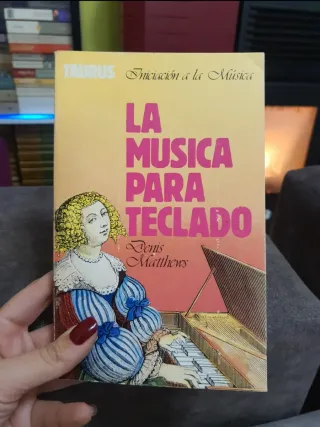 TAURUS
Iniciación a la Música
LA
MUSICA
PARA
TECLADO
Denis
Matthews